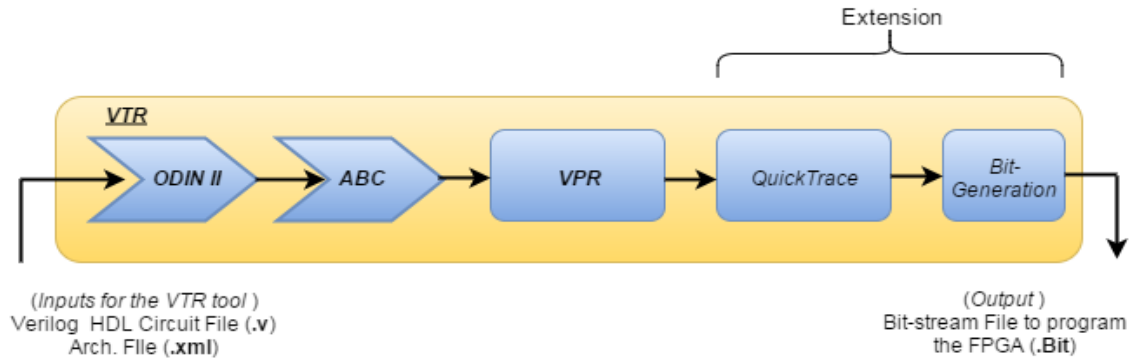 Extension
VTR
ODIN II
ABC
VPR
QuickTrace
Bit-
Generation
(Inputs for the VTR tool )
Verilog HDL Circuit File (.v)
Arch. FIle (.xml)
(Output )
Bit-stream File to program
the FPGA (.Bit)